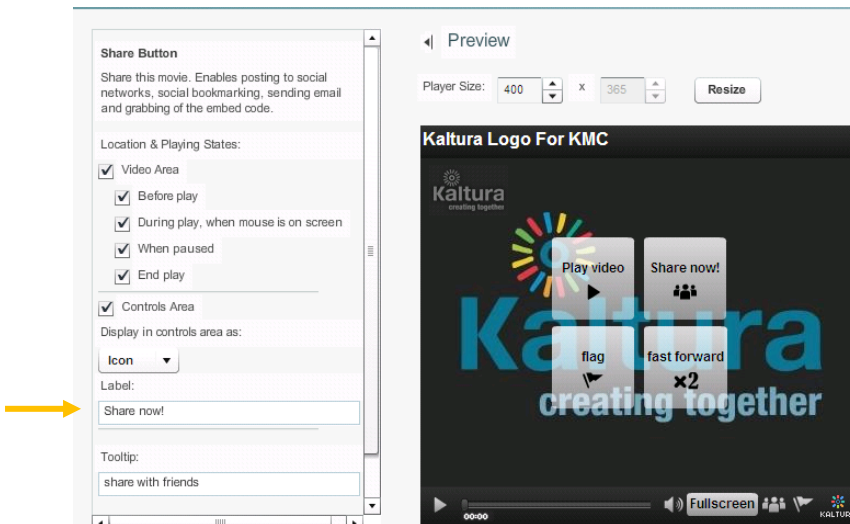 Share Button
Share this movie. Enables posting to social
networks, social bookmarking, sending email
and grabbing of the embed code.
Location & Playing States:
Video Area
Before play
During play, when mouse is on screen
When paused
End play
Controls Area
Display in controls area as:
Icon
Label:
Share now!
Tooltip:
share with friends
Preview
Player Size: 400 x 365 Resize
Kaltura Logo For KMC
Kaltura
creating together
Play video
Share now!
flag
fast forward
x2
Kaltura
creating together
00:00
Fullscreen
KALTUR